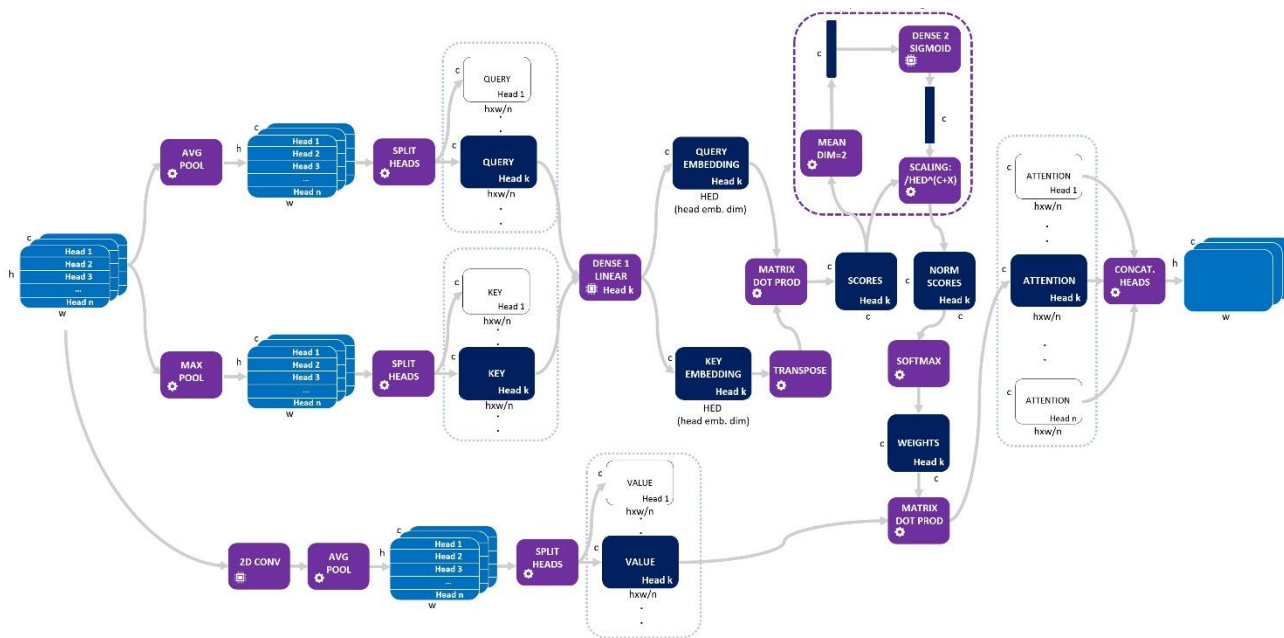 h
c
Head 1
Head 2
Head 3
...
Head n
w
AVG
POOL
h
c
Head 1
Head 2
Head 3
...
Head n
w
SPLIT
HEADS
c
QUERY
Head 1
hxw/n
.
.
c
QUERY
Head k
hxw/n
.
.
MAX
POOL
h
c
Head 1
Head 2
Head 3
...
Head n
w
SPLIT
HEADS
c
KEY
Head 1
hxw/n
.
.
c
KEY
Head k
hxw/n
.
.
2D CONV
AVG
POOL
h
c
Head 1
Head 2
Head 3
...
Head n
w
SPLIT
HEADS
c
VALUE
Head 1
hxw/n
.
.
c
VALUE
Head k
hxw/n
.
.
DENSE 1
LINEAR
Head k
c
QUERY
EMBEDDING
Head k
HED
(head emb. dim)
c
KEY
EMBEDDING
Head k
HED
(head emb. dim)
TRANSPOSE
MATRIX
DOT PROD
c
SCORES
Head k
c
MEAN
DIM=2
c
DENSE 2
SIGMOID
c
SCALING:
/HED^(C+X)
c
NORM
SCORES
Head k
c
SOFTMAX
c
WEIGHTS
Head k
c
MATRIX
DOT PROD
c
ATTENTION
Head 1
hxw/n
.
.
c
ATTENTION
Head k
hxw/n
.
.
c
ATTENTION
Head n
hxw/n
CONCAT.
HEADS
h
c
w